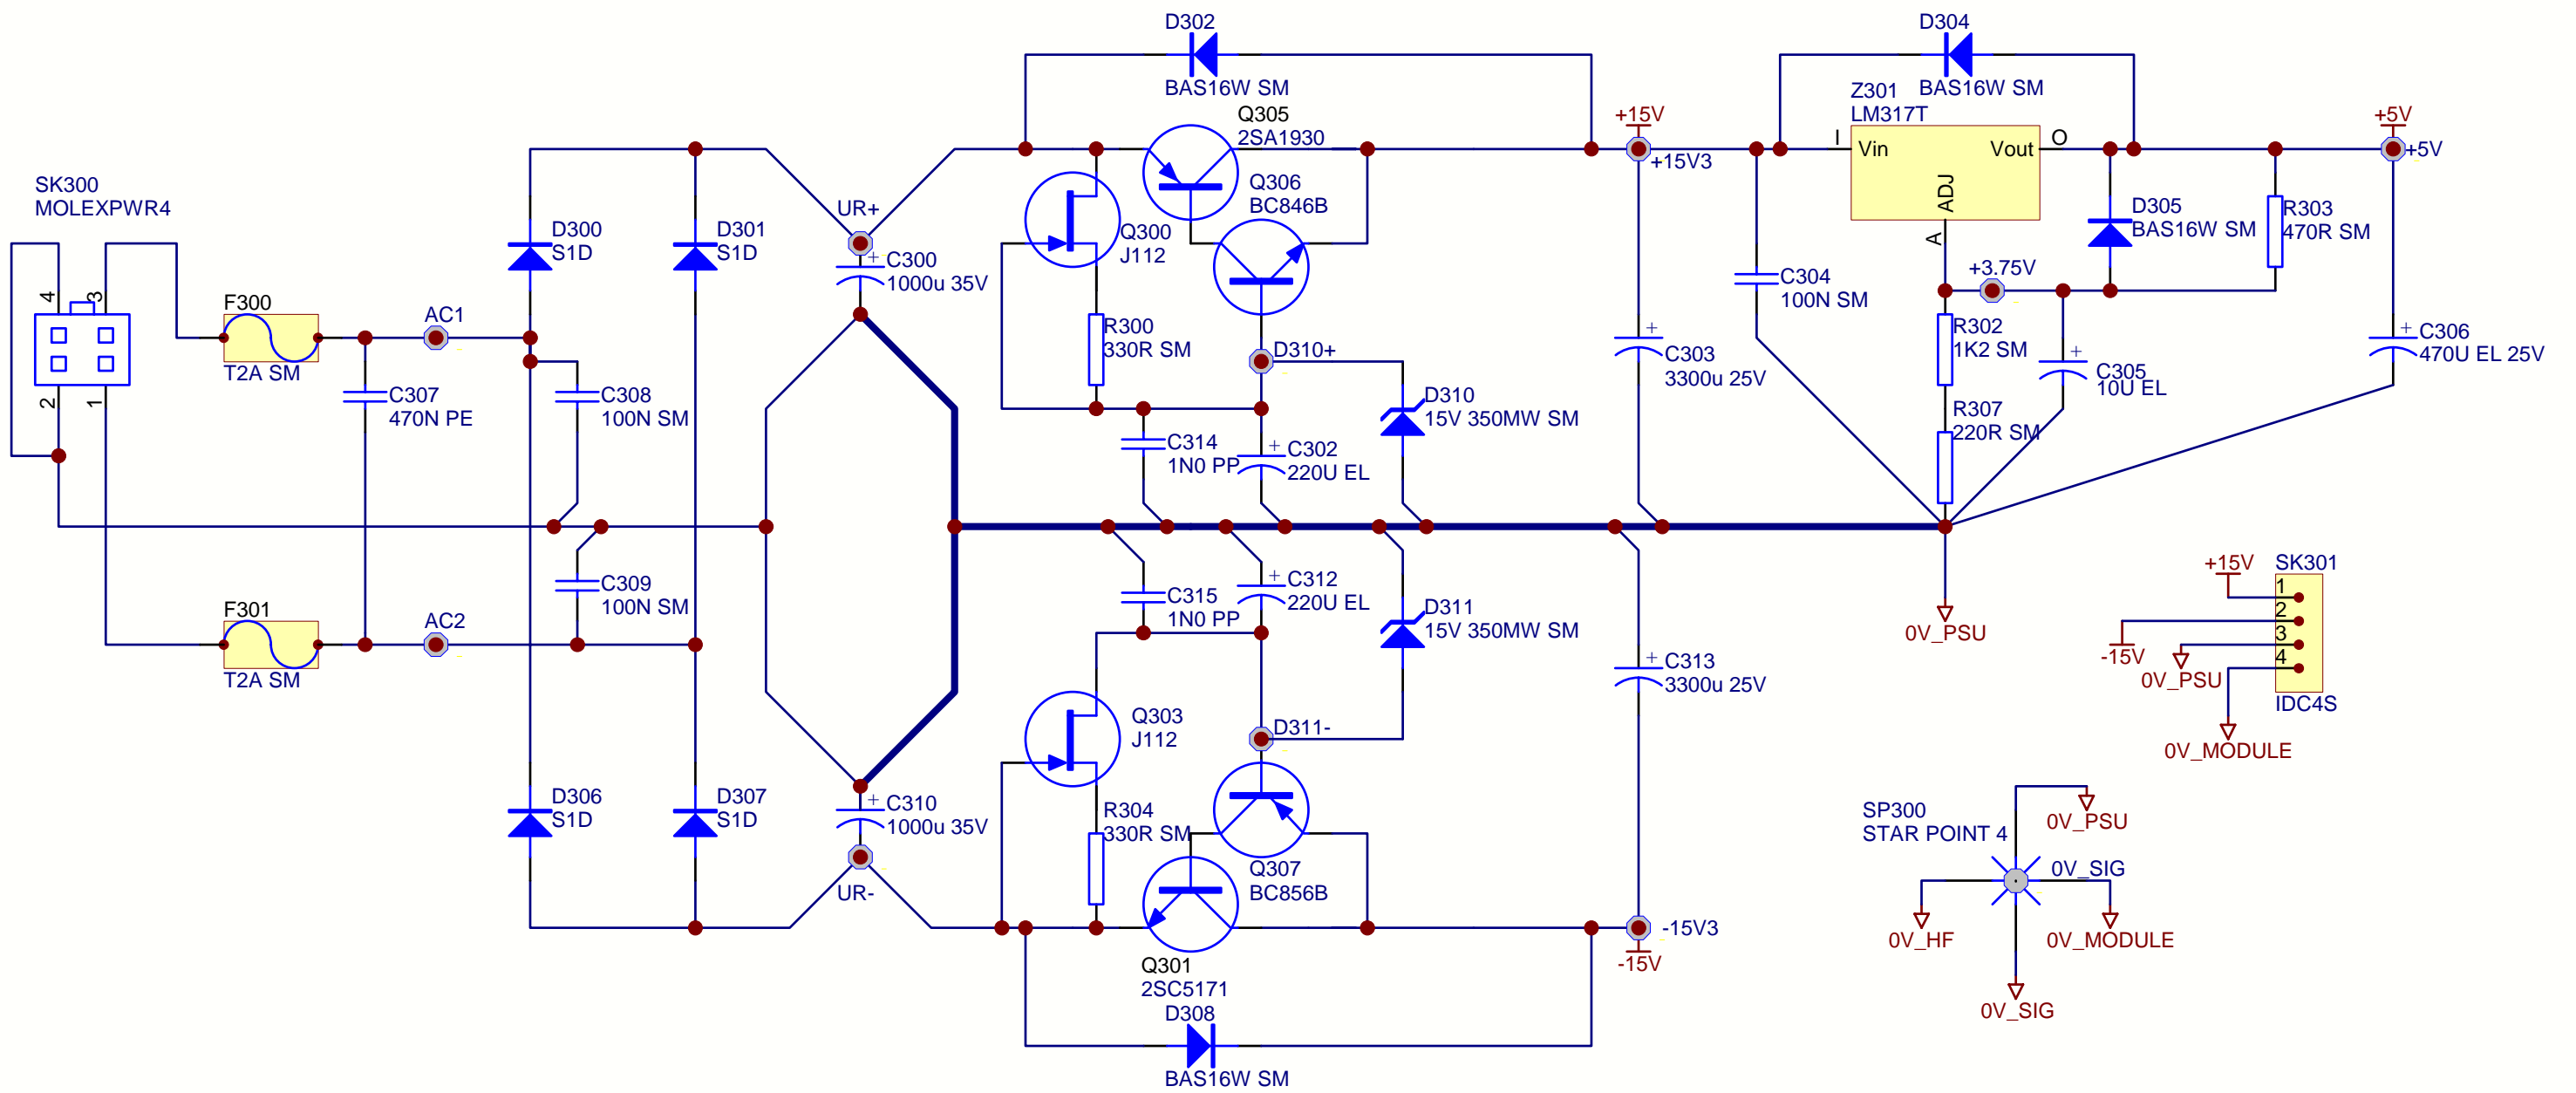 D302
BAS16W SM
D304
BAS16W SM
Z301
LM317T
I
Vin
Vout
O
ADJ
A
Q305
2SA1930
+15V
+15V3
+5V
+5V
SK300
MOLEXPWR4
4
3
2
1
UR+
D300
S1D
D301
S1D
C300
1000u 35V
+
Q300
J112
Q306
BC846B
D305
BAS16W SM
R303
470R SM
+3.75V
C304
100N SM
F300
T2A SM
AC1
R300
330R SM
D310+
+
C303
3300u 25V
R302
1K2 SM
+
C305
10U EL
+
C306
470U EL 25V
C307
470N PE
C308
100N SM
D310
15V 350MW SM
R307
220R SM
C314
1N0 PP
+
C302
220U EL
C309
100N SM
C315
1N0 PP
+
C312
220U EL
D311
15V 350MW SM
0V_PSU
+15V
SK301
1
2
3
4
-15V
0V_PSU
IDC4S
0V_MODULE
F301
T2A SM
AC2
+
C313
3300u 25V
Q303
J112
D311-
D306
S1D
D307
S1D
+
C310
1000u 35V
UR-
R304
330R SM
Q307
BC856B
SP300
STAR POINT 4
0V_PSU
0V_SIG
0V_HF
0V_MODULE
0V_SIG
-15V3
-15V
Q301
2SC5171
D308
BAS16W SM